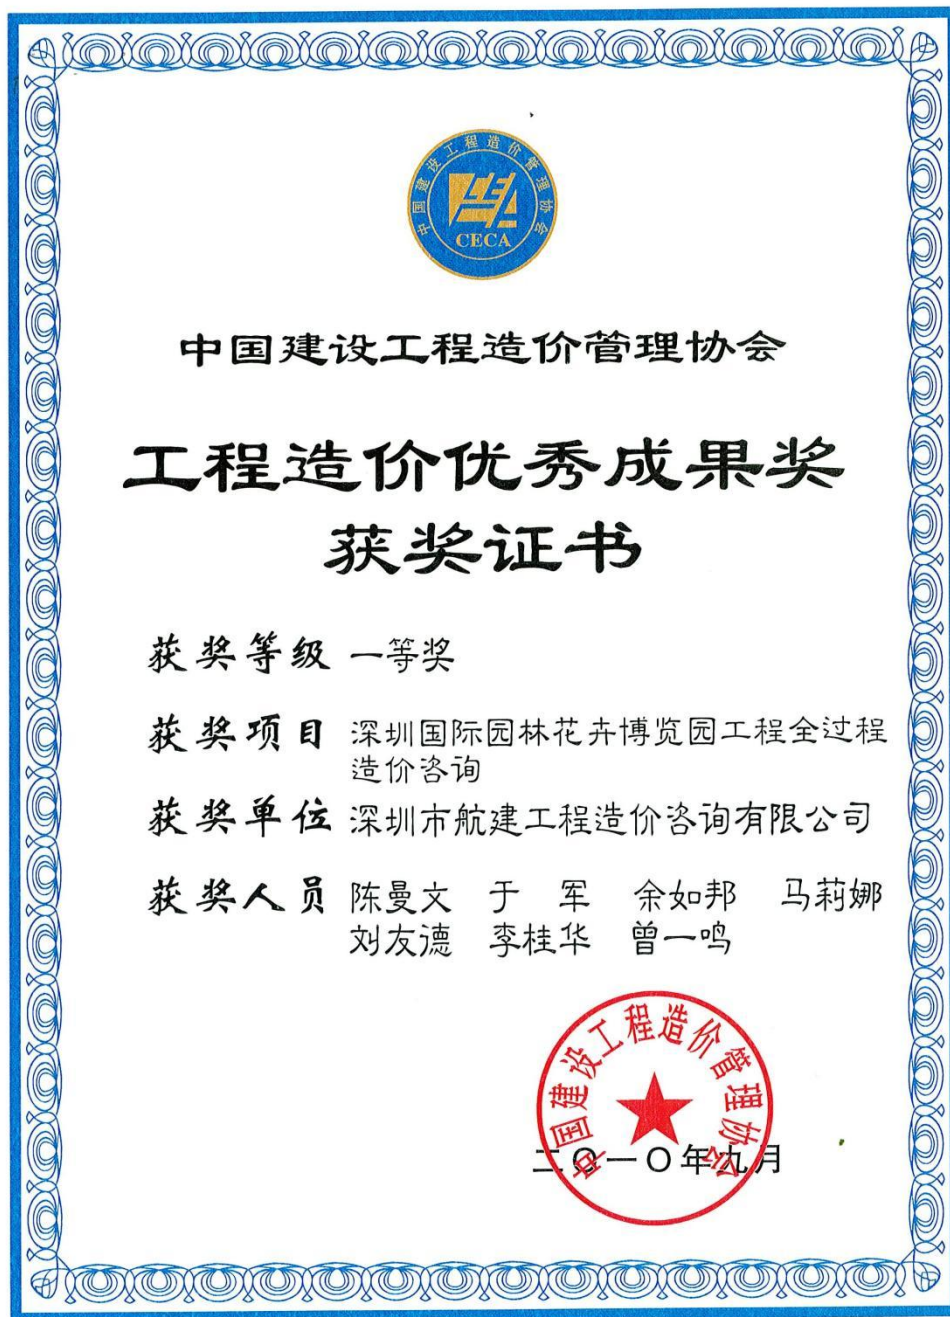 中国建设工程造价管理协会
CECA
中国建设工程造价管理协会
工程造价优秀成果奖
获奖证书
获奖等级 一等奖
获奖项目 深圳国际园林花卉博览园工程全过程
造价咨询
获奖单位 深圳市航建工程造价咨询有限公司
获奖人员 陈曼文 于 军 余如邦 马莉娜
刘友德 李桂华 曾一鸣
中国建设工程造价管理协会
二〇一〇年九月